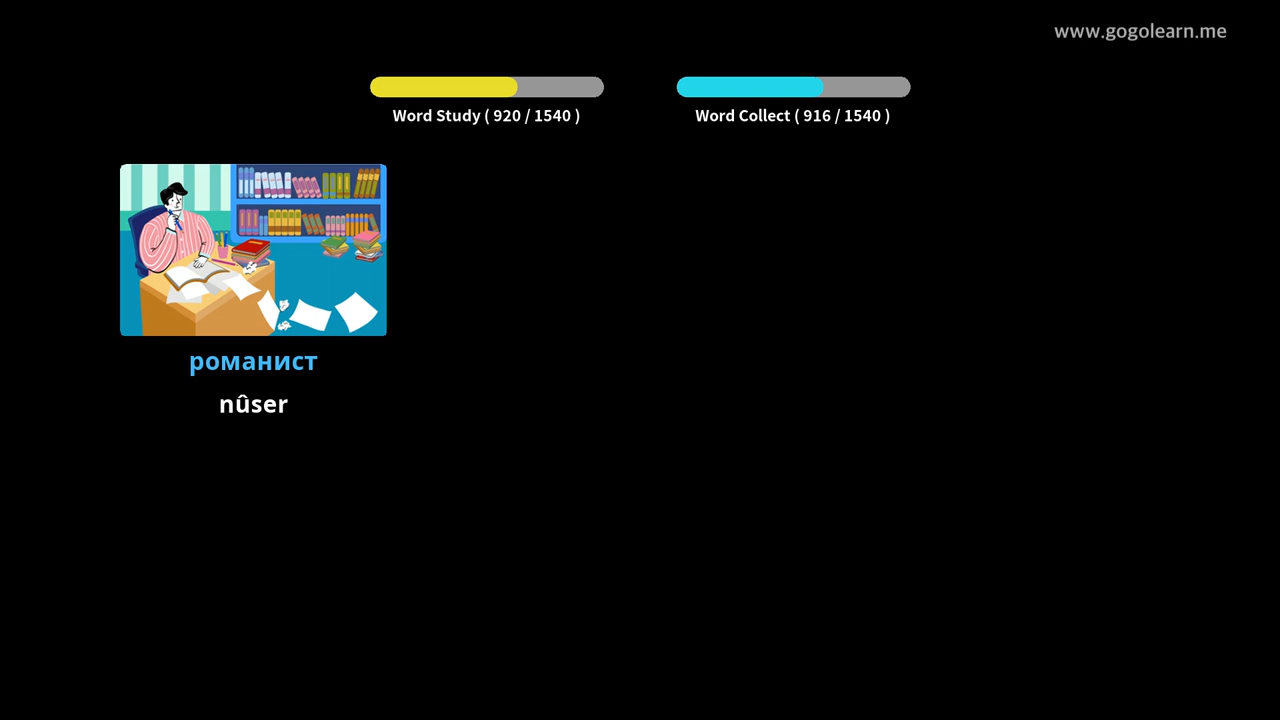 www.gogolearn.me
Word Study ( 920 / 1540 )
Word Collect ( 916 / 1540 )
романист
nûser